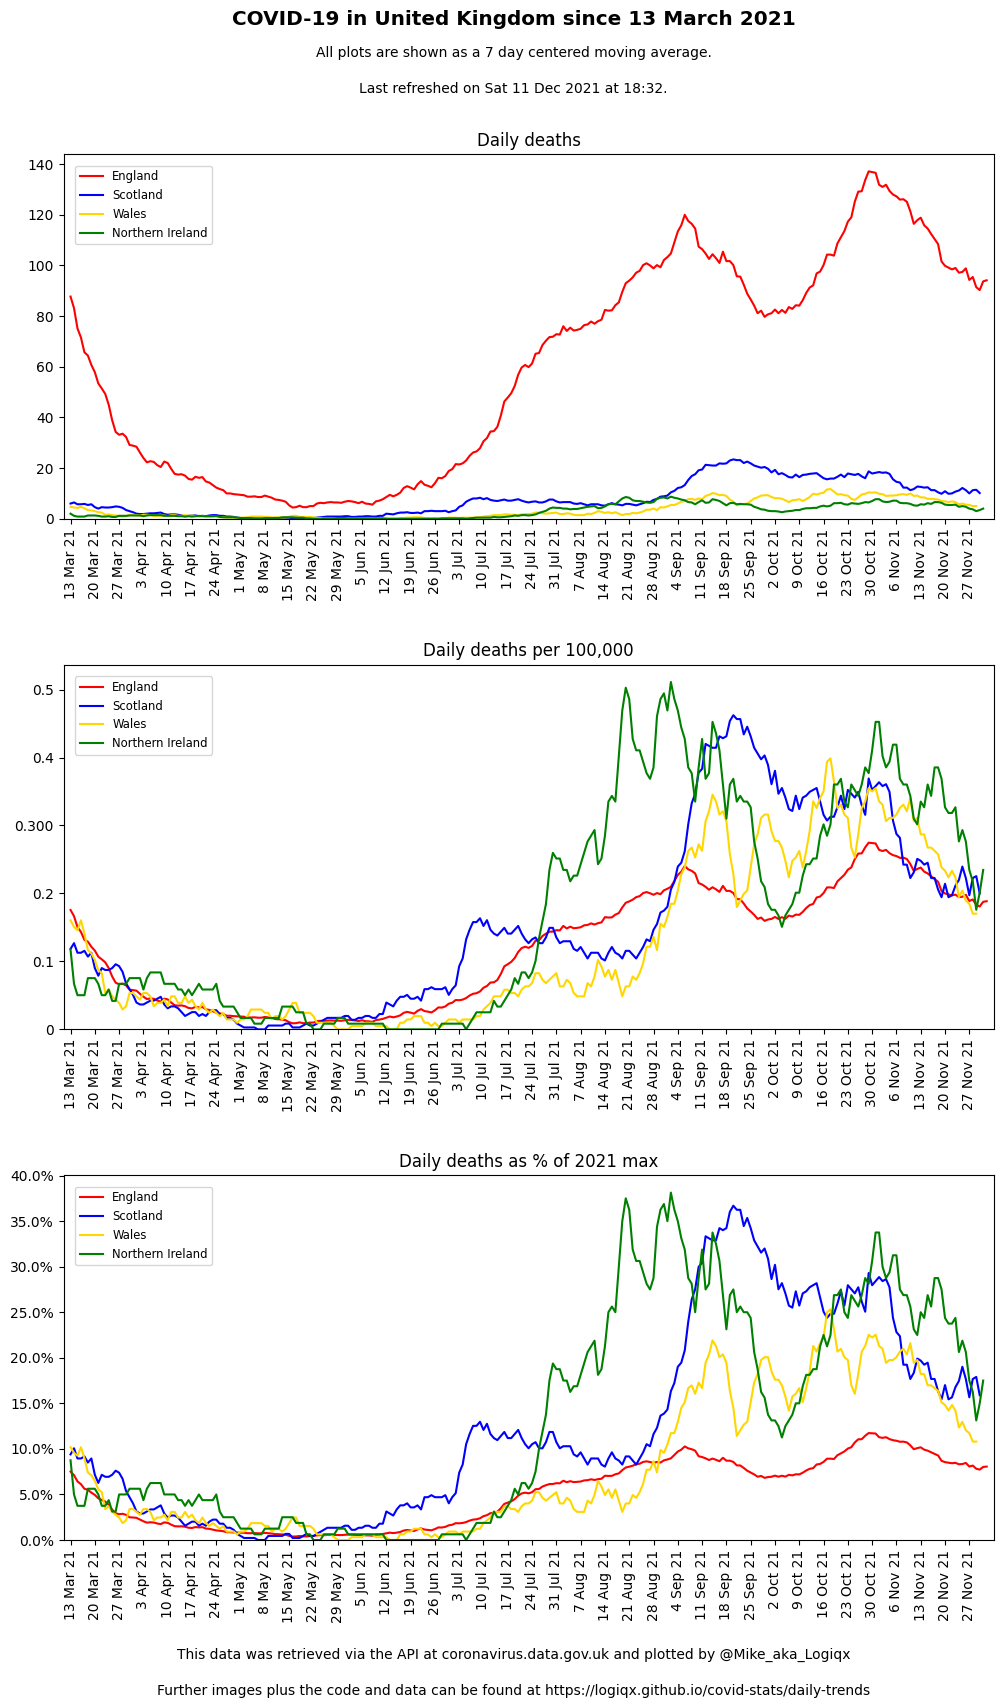 COVID-19 in United Kingdom since 13 March 2021
All plots are shown as a 7 day centered moving average.
Last refreshed on Sat 11 Dec 2021 at 18:32.
Daily deaths
140
120
100
80
60
40
20
0
England
Scotland
Wales
Northern Ireland
13 Mar 21
20 Mar 21
27 Mar 21
3 Apr 21
10 Apr 21
17 Apr 21
24 Apr 21
1 May 21
8 May 21
15 May 21
22 May 21
29 May 21
5 Jun 21
12 Jun 21
19 Jun 21
26 Jun 21
3 Jul 21
10 Jul 21
17 Jul 21
24 Jul 21
31 Jul 21
7 Aug 21
14 Aug 21
21 Aug 21
28 Aug 21
4 Sep 21
11 Sep 21
18 Sep 21
25 Sep 21
2 Oct 21
9 Oct 21
16 Oct 21
23 Oct 21
30 Oct 21
6 Nov 21
13 Nov 21
20 Nov 21
27 Nov 21
Daily deaths per 100,000
0.5
0.4
0.300
0.2
0.1
0
England
Scotland
Wales
Northern Ireland
13 Mar 21
20 Mar 21
27 Mar 21
3 Apr 21
10 Apr 21
17 Apr 21
24 Apr 21
1 May 21
8 May 21
15 May 21
22 May 21
29 May 21
5 Jun 21
12 Jun 21
19 Jun 21
26 Jun 21
3 Jul 21
10 Jul 21
17 Jul 21
24 Jul 21
31 Jul 21
7 Aug 21
14 Aug 21
21 Aug 21
28 Aug 21
4 Sep 21
11 Sep 21
18 Sep 21
25 Sep 21
2 Oct 21
9 Oct 21
16 Oct 21
23 Oct 21
30 Oct 21
6 Nov 21
13 Nov 21
20 Nov 21
27 Nov 21
Daily deaths as % of 2021 max
40.0%
35.0%
30.0%
25.0%
20.0%
15.0%
10.0%
5.0%
0.0%
England
Scotland
Wales
Northern Ireland
13 Mar 21
20 Mar 21
27 Mar 21
3 Apr 21
10 Apr 21
17 Apr 21
24 Apr 21
1 May 21
8 May 21
15 May 21
22 May 21
29 May 21
5 Jun 21
12 Jun 21
19 Jun 21
26 Jun 21
3 Jul 21
10 Jul 21
17 Jul 21
24 Jul 21
31 Jul 21
7 Aug 21
14 Aug 21
21 Aug 21
28 Aug 21
4 Sep 21
11 Sep 21
18 Sep 21
25 Sep 21
2 Oct 21
9 Oct 21
16 Oct 21
23 Oct 21
30 Oct 21
6 Nov 21
13 Nov 21
20 Nov 21
27 Nov 21
This data was retrieved via the API at coronavirus.data.gov.uk and plotted by @Mike_aka_Logiqx
Further images plus the code and data can be found at https://logiqx.github.io/covid-stats/daily-trends